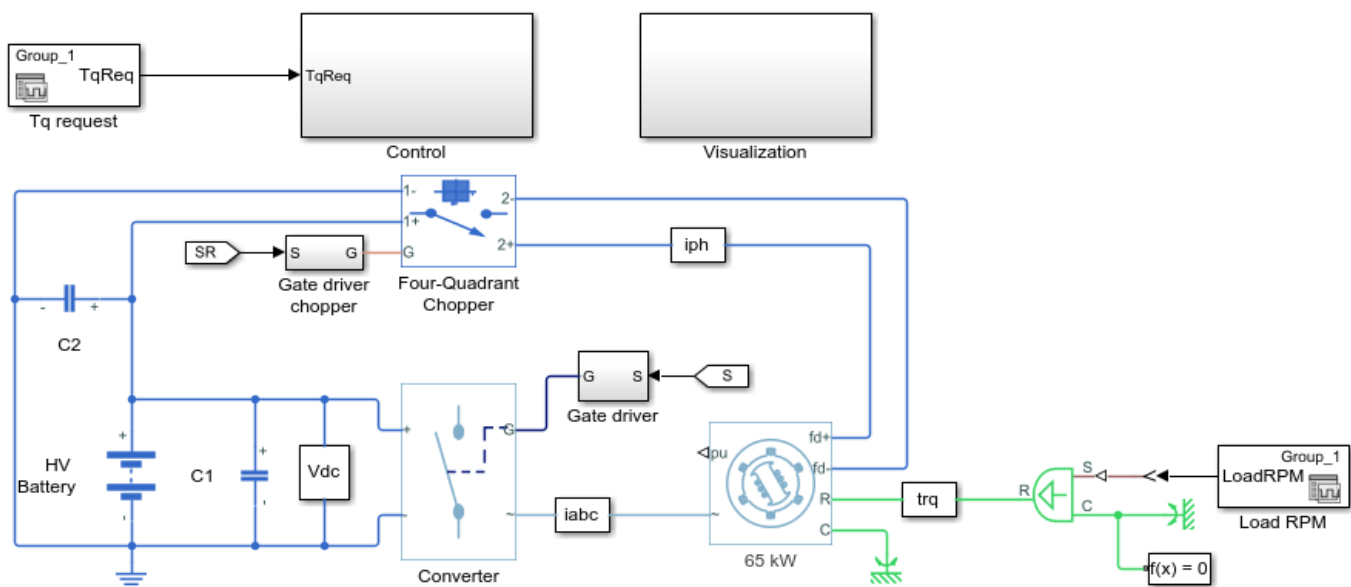 Group_1
TqReq
Tq request
TqReq
Control
Visualization
1-
1+
G
2-
2+
Four-Quadrant
Chopper
SR
S
G
Gate driver
chopper
iph
-
+
C2
+
HV
Battery
-
C1
+
-
Vdc
+
-
G
~
Converter
G
S
Gate driver
S
iabc
pu
fd+
fd-
R
C
~
65 kW
trq
R
S
C
Group_1
LoadRPM
Load RPM
f(x) = 0